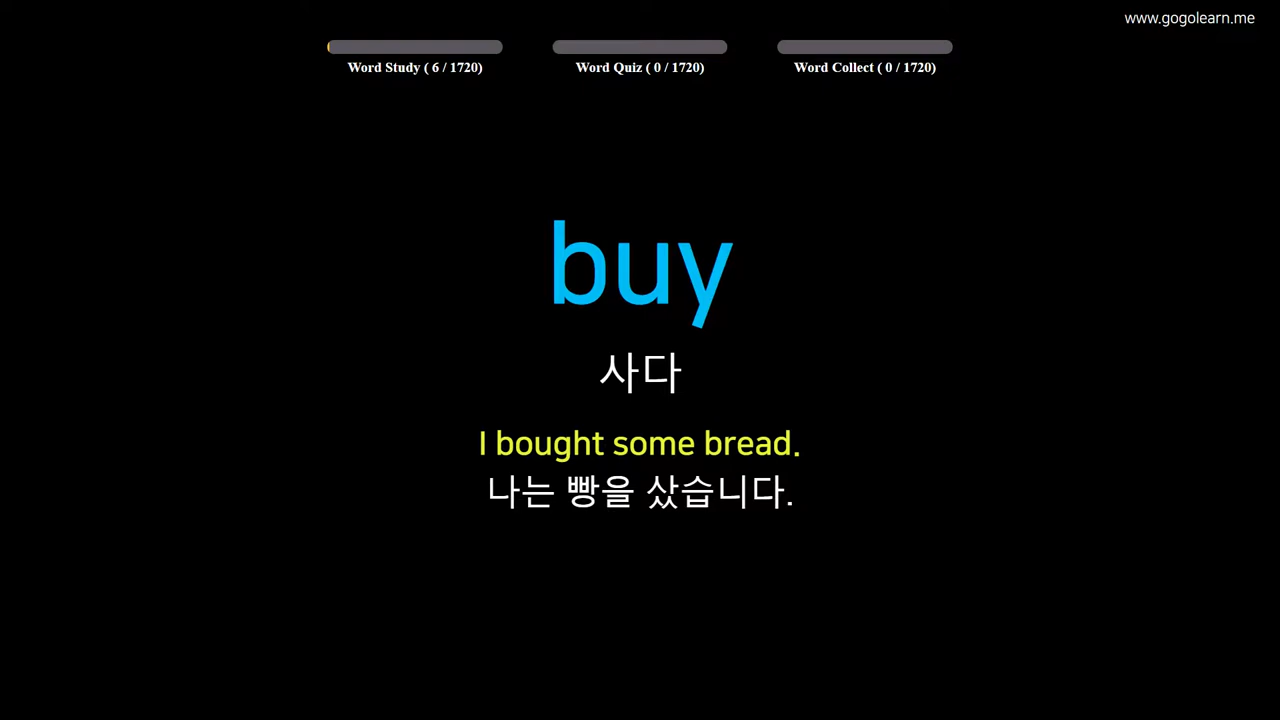 www.gogolearn.me
Word Study ( 6 / 1720)
Word Quiz ( 0 / 1720)
Word Collect ( 0 / 1720)
buy
사다
I bought some bread.
나는 빵을 샀습니다.